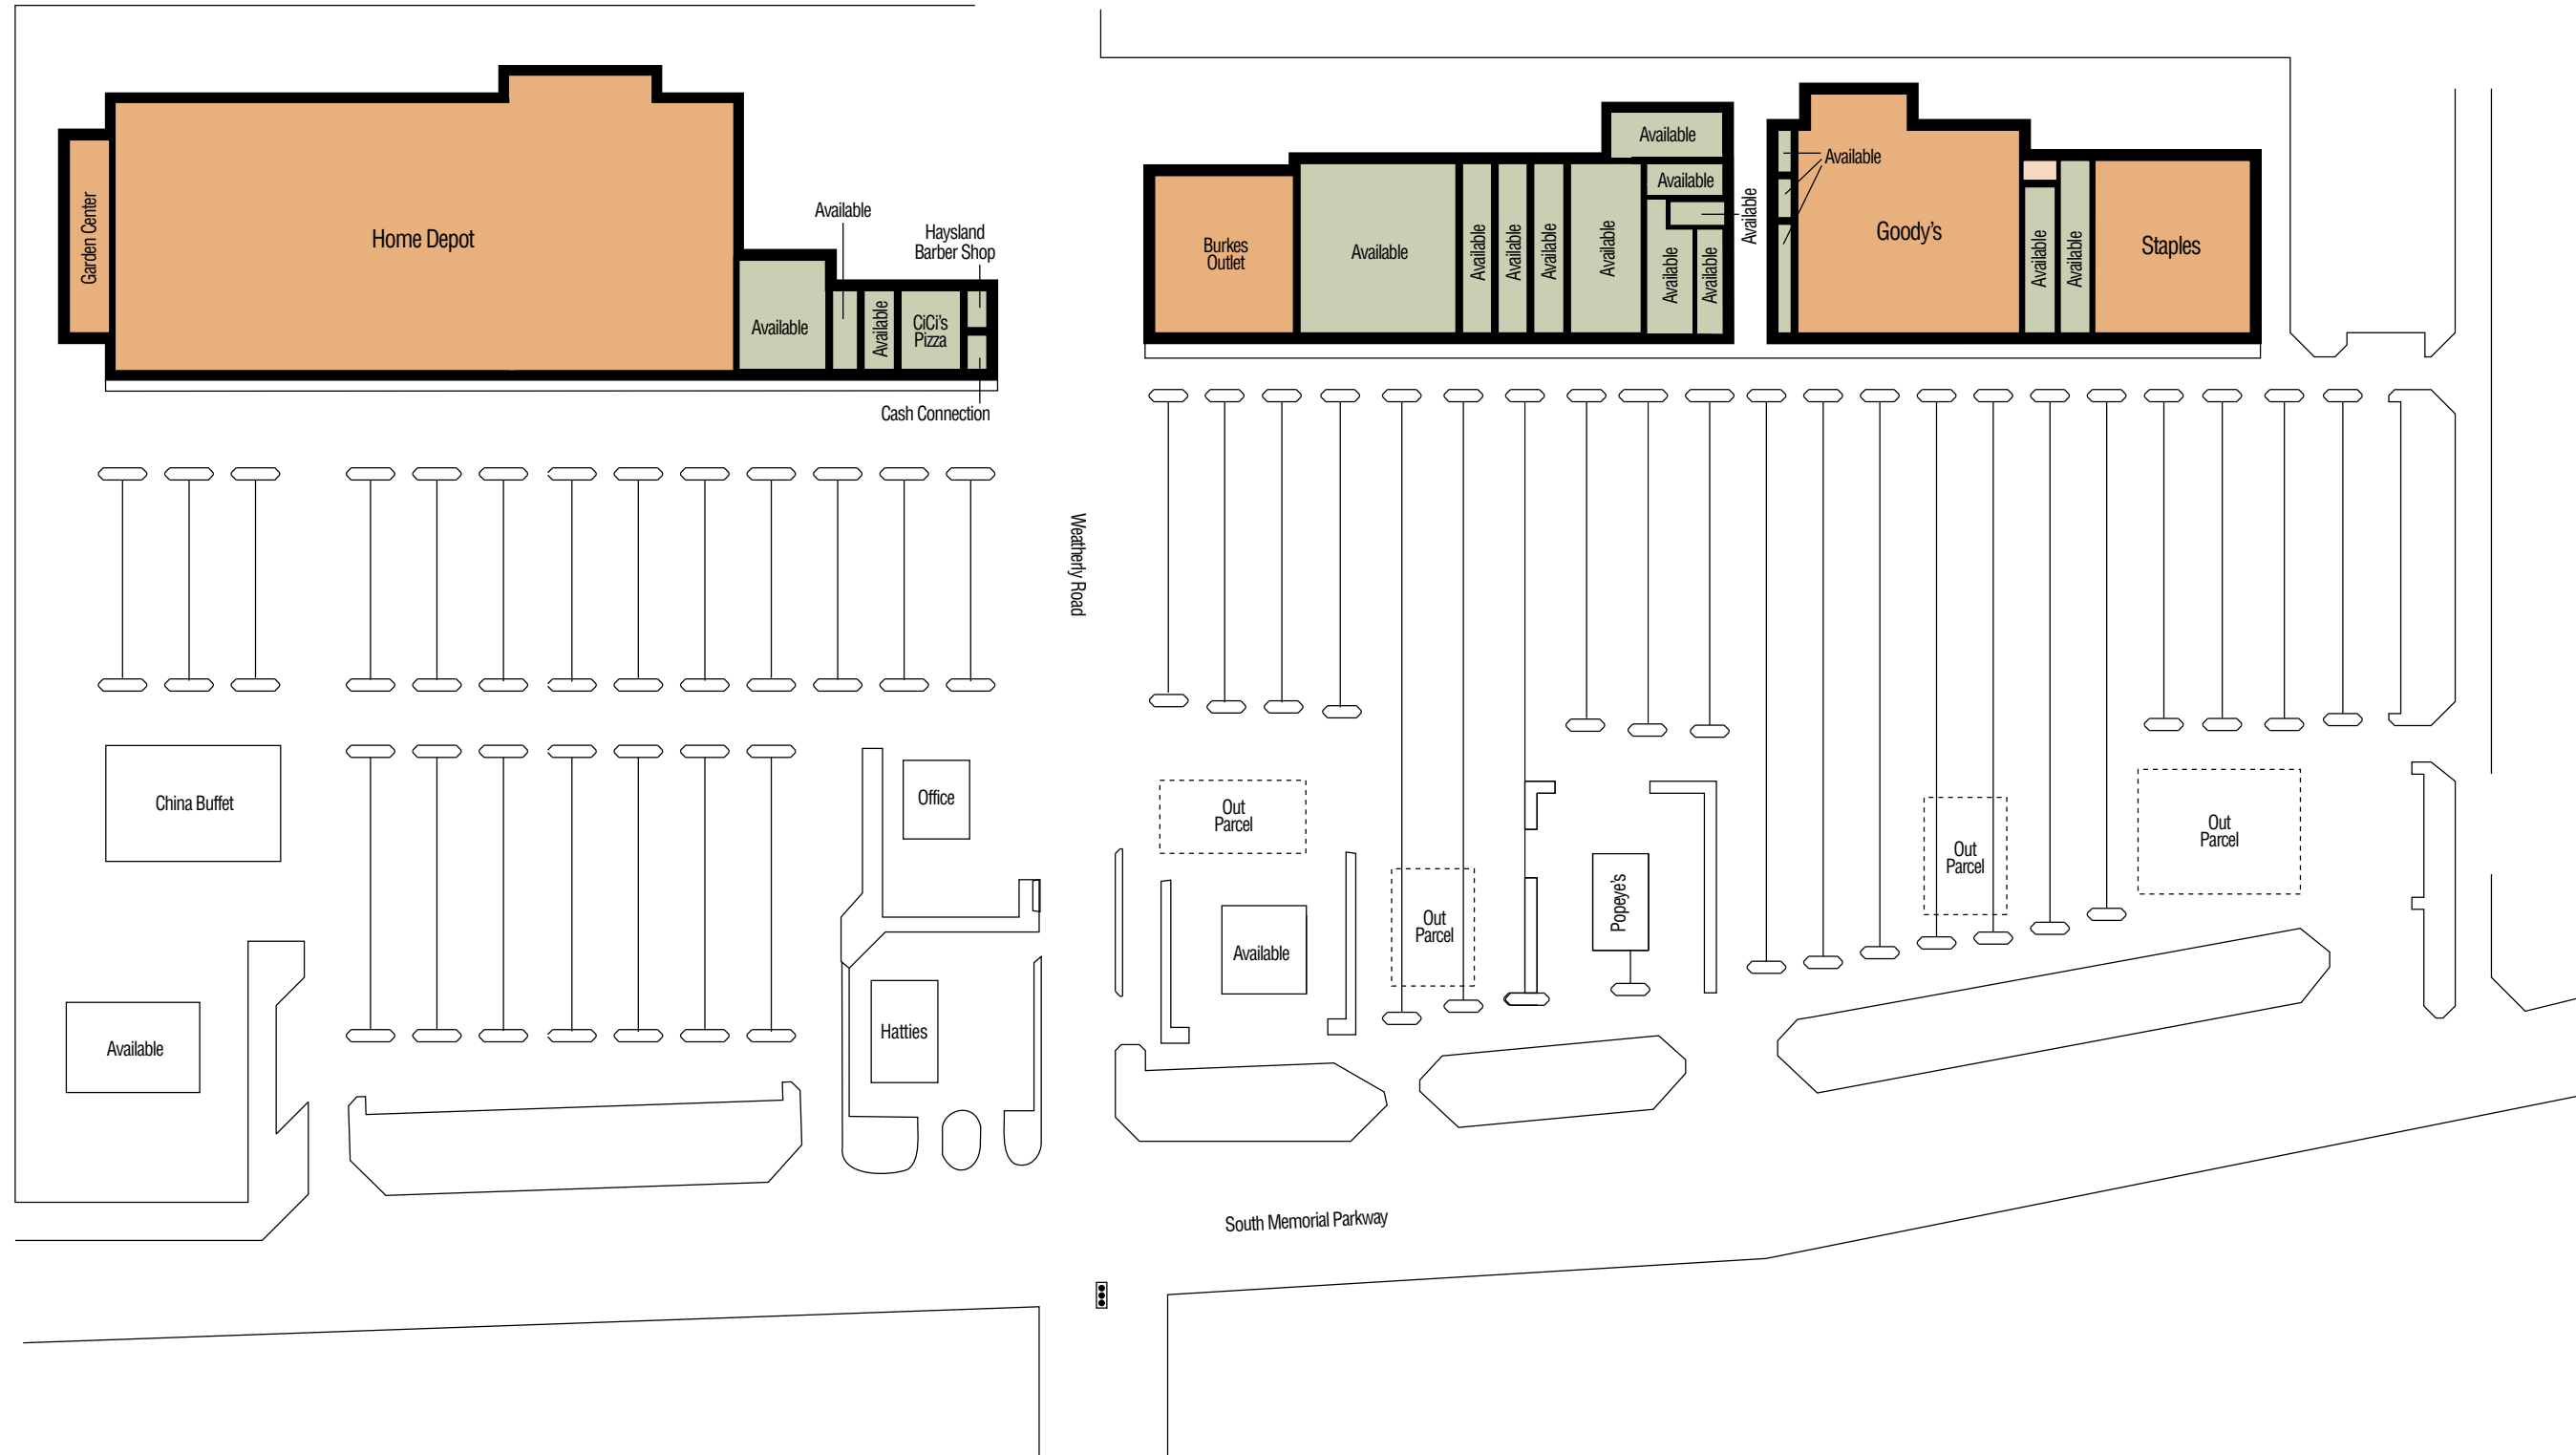 Garden Center
Home Depot
Available
Available
Available
CiCi's
Pizza
Haysland
Barber Shop
Cash Connection
Burkes
Outlet
Available
Available
Available
Available
Available
Available
Available
Available
Available
Available
Available
Goody's
Available
Available
Staples
Weatherly Road
China Buffet
Office
Available
Hatties
Out
Parcel
Available
Out
Parcel
Popeye's
Out
Parcel
Out
Parcel
South Memorial Parkway